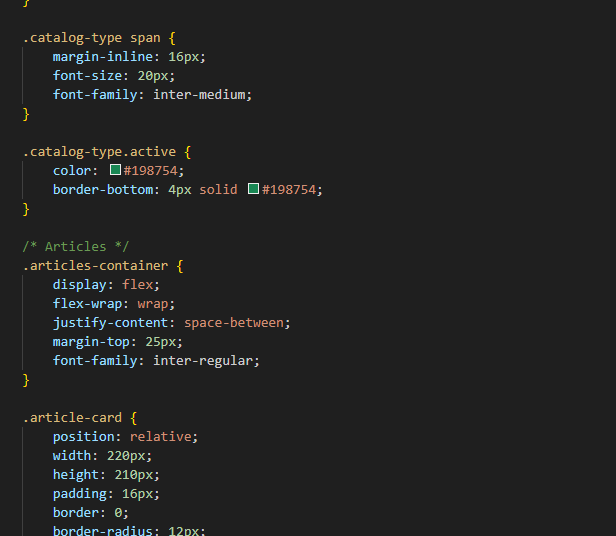 }
.catalog-type span {
margin-inline: 16px;
font-size: 20px;
font-family: inter-medium;
}
.catalog-type.active {
color: #198754;
border-bottom: 4px solid #198754;
}
/* Articles */
.articles-container {
display: flex;
flex-wrap: wrap;
justify-content: space-between;
margin-top: 25px;
font-family: inter-regular;
}
.article-card {
position: relative;
width: 220px;
height: 210px;
padding: 16px;
border: 0;
border-radius: 12px;